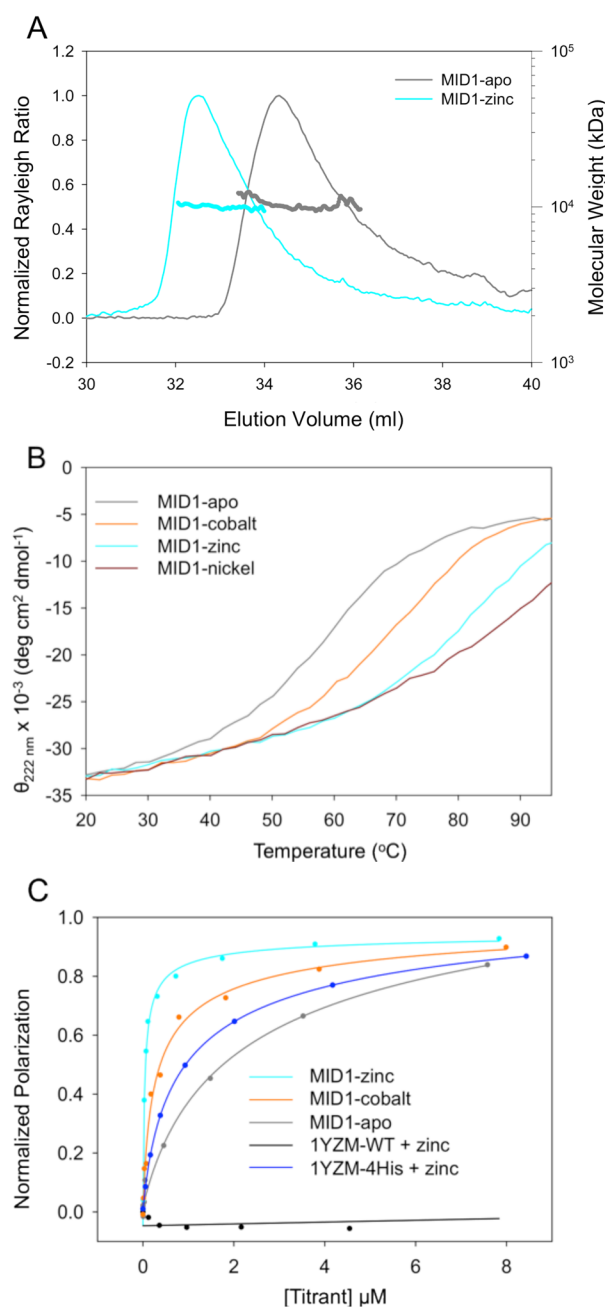 A
1.2
1.0
0.8
0.6
0.4
0.2
0.0
-0.2
Normalized Rayleigh Ratio
MID1-apo
MID1-zinc
10⁵
10⁴
10³
Molecular Weight (kDa)
30 32 34 36 38 40
Elution Volume (ml)
B
0
-5
-10
-15
-20
-25
-30
-35
θ222 nm x 10⁻³ (deg cm² dmol⁻¹)
MID1-apo
MID1-cobalt
MID1-zinc
MID1-nickel
20 30 40 50 60 70 80 90
Temperature (°C)
C
1.0
0.8
0.6
0.4
0.2
0.0
Normalized Polarization
MID1-zinc
MID1-cobalt
MID1-apo
1YZM-WT + zinc
1YZM-4His + zinc
0 2 4 6 8
[Titrant] µM